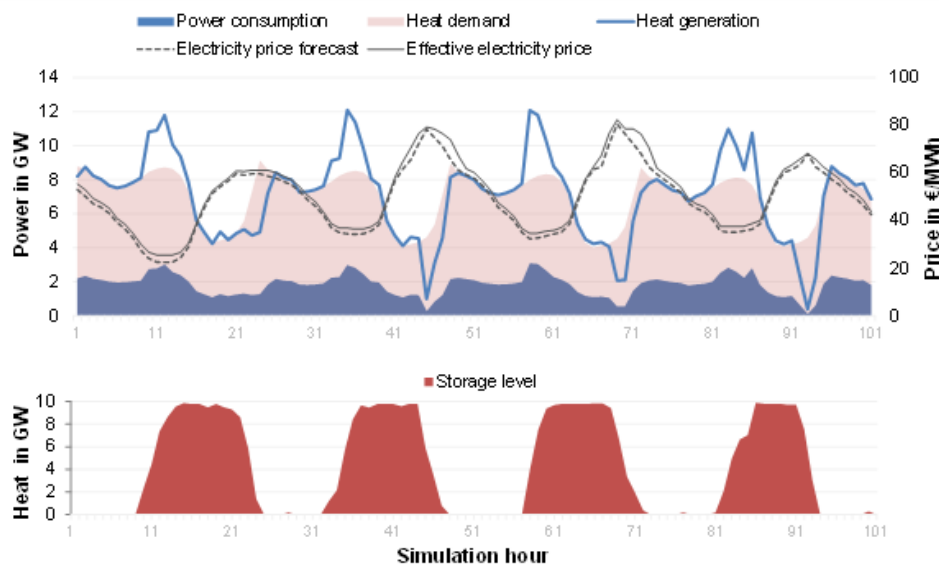 Power consumption Heat demand Heat generation
Electricity price forecast Effective electricity price
Power in GW
14
12
10
8
6
4
2
0
100
80
60
40
20
0
Price in €/MWh
1 11 21 31 41 51 61 71 81 91 101
Storage level
Heat in GW
10
8
6
4
2
0
1 11 21 31 41 51 61 71 81 91 101
Simulation hour